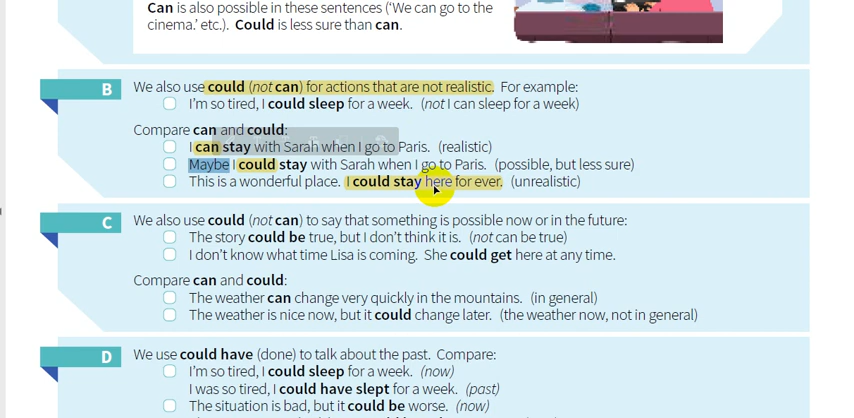 Can is also possible in these sentences ('We can go to the
cinema.' etc.). Could is less sure than can.
B
We also use could (not can) for actions that are not realistic. For example:
I'm so tired, I could sleep for a week. (not I can sleep for a week)
Compare can and could:
I can stay with Sarah when I go to Paris. (realistic)
Maybe I could stay with Sarah when I go to Paris. (possible, but less sure)
This is a wonderful place. I could stay here for ever. (unrealistic)
C
We also use could (not can) to say that something is possible now or in the future:
The story could be true, but I don't think it is. (not can be true)
I don't know what time Lisa is coming. She could get here at any time.
Compare can and could:
The weather can change very quickly in the mountains. (in general)
The weather is nice now, but it could change later. (the weather now, not in general)
D
We use could have (done) to talk about the past. Compare:
I'm so tired, I could sleep for a week. (now)
I was so tired, I could have slept for a week. (past)
The situation is bad, but it could be worse. (now)